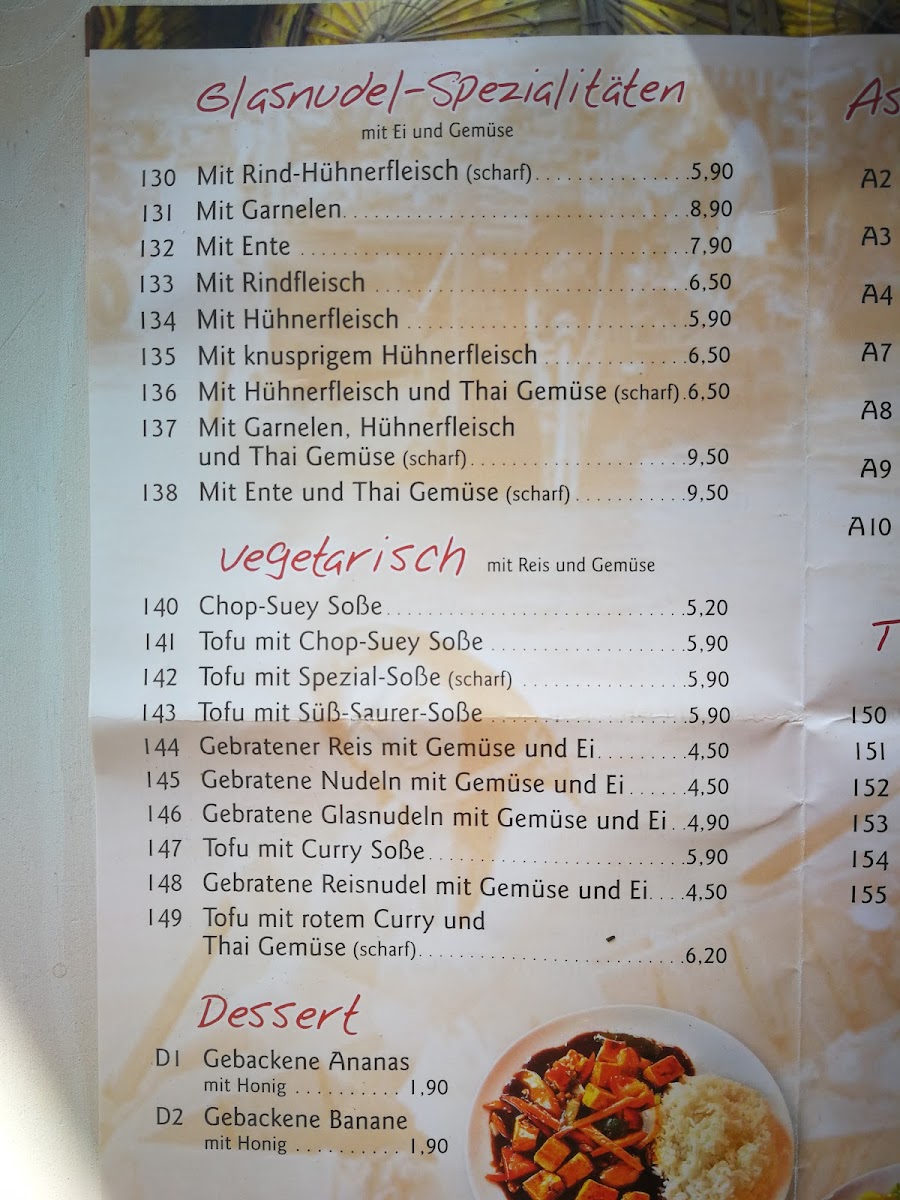 Glasnudel-Spezialitäten
mit Ei und Gemüse
130 Mit Rind-Hühnerfleisch (scharf)...............5,90
131 Mit Garnelen.................................8,90
132 Mit Ente .....................................7,90
133 Mit Rindfleisch ..............................6,50
134 Mit Hühnerfleisch ...........................5,90
135 Mit knusprigem Hühnerfleisch ..............6,50
136 Mit Hühnerfleisch und Thai Gemüse (scharf).6,50
137 Mit Garnelen, Hühnerfleisch
und Thai Gemüse (scharf).....................9,50
138 Mit Ente und Thai Gemüse (scharf)...........9,50
vegetarisch mit Reis und Gemüse
140 Chop-Suey Soße.............................5,20
141 Tofu mit Chop-Suey Soße ...................5,90
142 Tofu mit Spezial-Soße (scharf) ................5,90
143 Tofu mit Süß-Saurer-Soße...................5,90
144 Gebratener Reis mit Gemüse und Ei.........4,50
145 Gebratene Nudeln mit Gemüse und Ei......4,50
146 Gebratene Glasnudeln mit Gemüse und Ei..4,90
147 Tofu mit Curry Soße.........................5,90
148 Gebratene Reisnudel mit Gemüse und Ei....4,50
149 Tofu mit rotem Curry und
Thai Gemüse (scharf)..........................6,20
Dessert
D1 Gebackene Ananas
mit Honig .......... 1,90
D2 Gebackene Banane
mit Honig .......... 1,90
As
A2
A3
A4
A7
A8
A9
A10
T
150
151
152
153
154
155